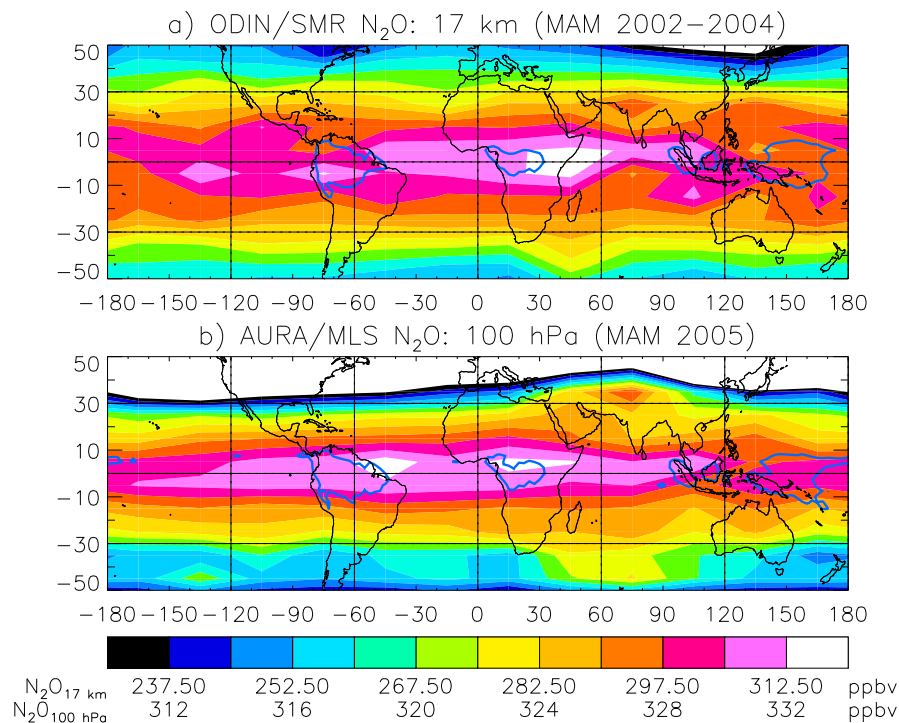 a) ODIN/SMR N₂O: 17 km (MAM 2002−2004)
50
30
10
−10
−30
−50
−180 −150 −120 −90 −60 −30 0 30 60 90 120 150 180
b) AURA/MLS N₂O: 100 hPa (MAM 2005)
50
30
10
−10
−30
−50
−180 −150 −120 −90 −60 −30 0 30 60 90 120 150 180
N₂O₁₇ km 237.50 252.50 267.50 282.50 297.50 312.50 ppbv
N₂O₁₀₀ hPa 312 316 320 324 328 332 ppbv